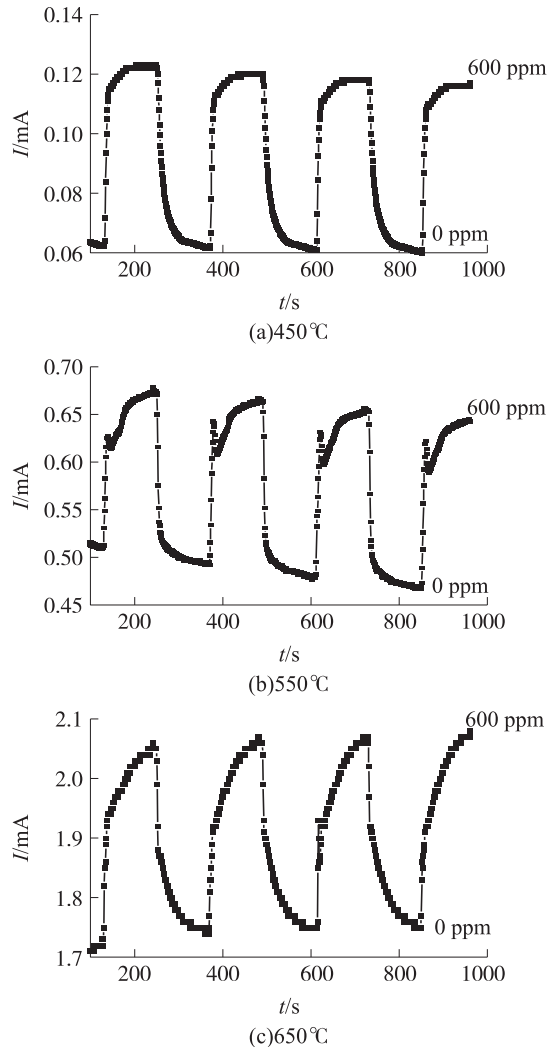 0.14
0.12
0.10
0.08
0.06
I/mA
600 ppm
0 ppm
200 400 600 800 1000
t/s
(a)450℃
0.70
0.65
0.60
0.55
0.50
0.45
I/mA
600 ppm
0 ppm
200 400 600 800 1000
t/s
(b)550℃
2.1
2.0
1.9
1.8
1.7
I/mA
600 ppm
0 ppm
200 400 600 800 1000
t/s
(c)650℃